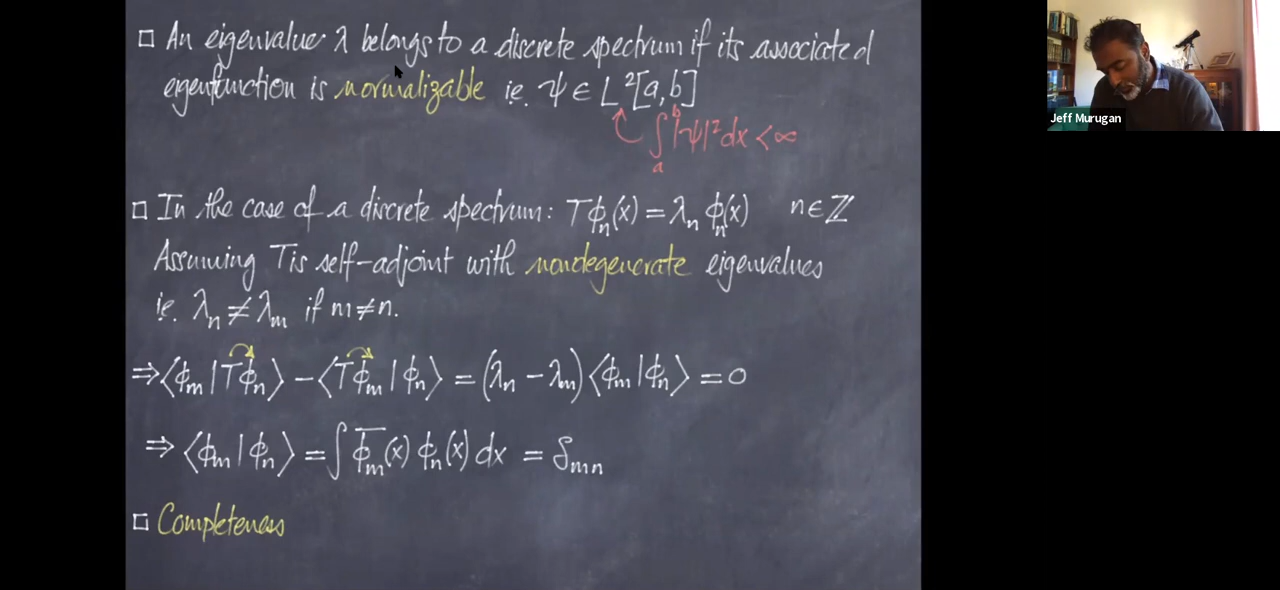 □ An eigenvalue λ belongs to a discrete spectrum if its associated
eigenfunction is normalizable i.e. ψ ∈ L²[a,b]
∫ₐᵇ |ψ|² dx < ∞
□ In the case of a discrete spectrum: Tϕₙ(x) = λₙ ϕₙ(x) n ∈ ℤ
Assuming T is self-adjoint with nondegenerate eigenvalues
i.e. λₙ ≠ λₘ if m ≠ n.
⇒ ⟨ϕₘ | Tϕₙ⟩ − ⟨Tϕₘ | ϕₙ⟩ = (λₙ − λₘ) ⟨ϕₘ | ϕₙ⟩ = 0
⇒ ⟨ϕₘ | ϕₙ⟩ = ∫ ϕ̅ₘ(x) ϕₙ(x) dx = δₘₙ
□ Completeness
Jeff Murugan